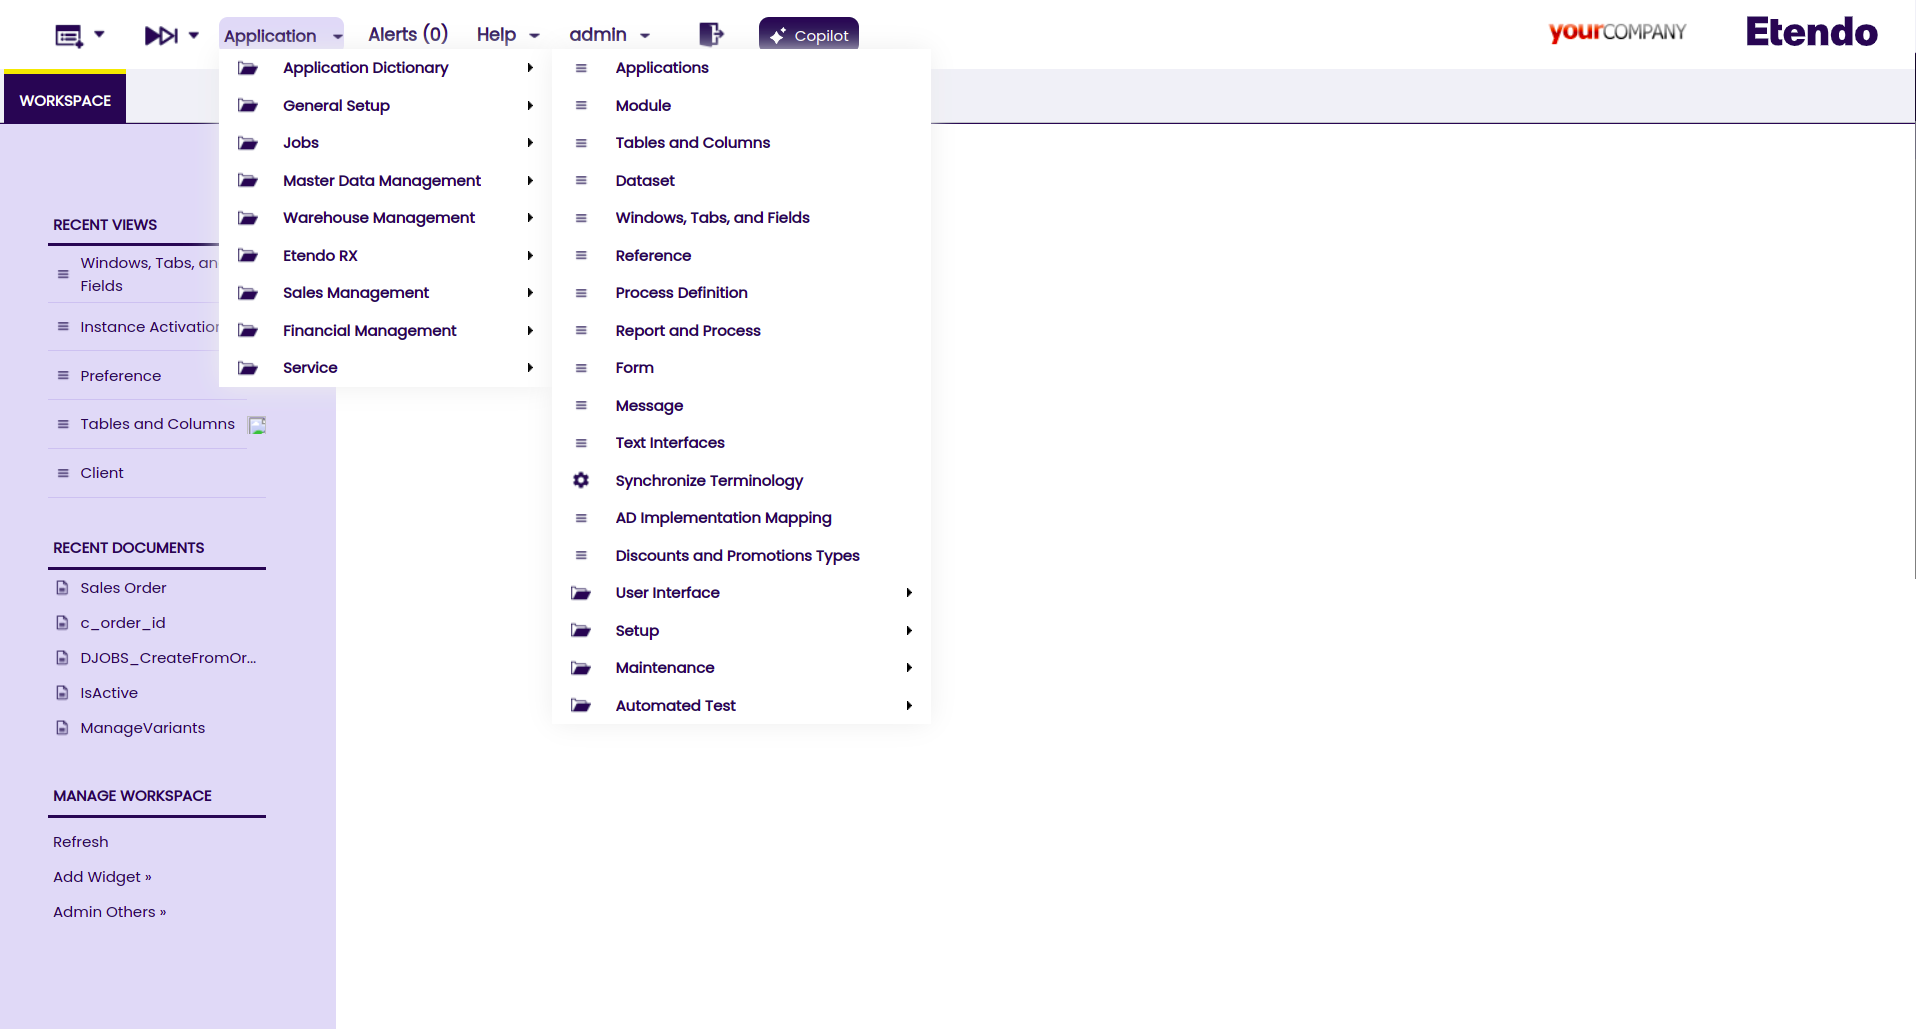 Application
Alerts (0)
Help
admin
Copilot
yourCOMPANY
Etendo
WORKSPACE
RECENT VIEWS
Windows, Tabs, an
Fields
Instance Activation
Preference
Tables and Columns
Client
RECENT DOCUMENTS
Sales Order
c_order_id
DJOBS_CreateFromOr...
IsActive
ManageVariants
MANAGE WORKSPACE
Refresh
Add Widget »
Admin Others »
Application Dictionary
General Setup
Jobs
Master Data Management
Warehouse Management
Etendo RX
Sales Management
Financial Management
Service
Applications
Module
Tables and Columns
Dataset
Windows, Tabs, and Fields
Reference
Process Definition
Report and Process
Form
Message
Text Interfaces
Synchronize Terminology
AD Implementation Mapping
Discounts and Promotions Types
User Interface
Setup
Maintenance
Automated Test